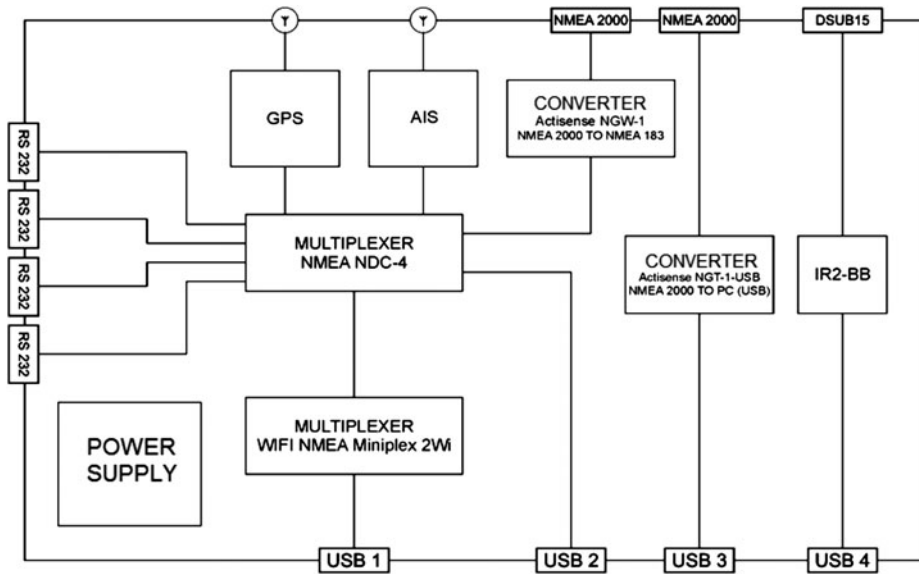 NMEA 2000
NMEA 2000
DSUB15
GPS
AIS
CONVERTER
Actisense NGW-1
NMEA 2000 TO NMEA 183
RS 232
RS 232
RS 232
RS 232
MULTIPLEXER
NMEA NDC-4
CONVERTER
Actisense NGT-1-USB
NMEA 2000 TO PC (USB)
IR2-BB
MULTIPLEXER
WIFI NMEA Miniplex 2Wi
POWER
SUPPLY
USB 1
USB 2
USB 3
USB 4